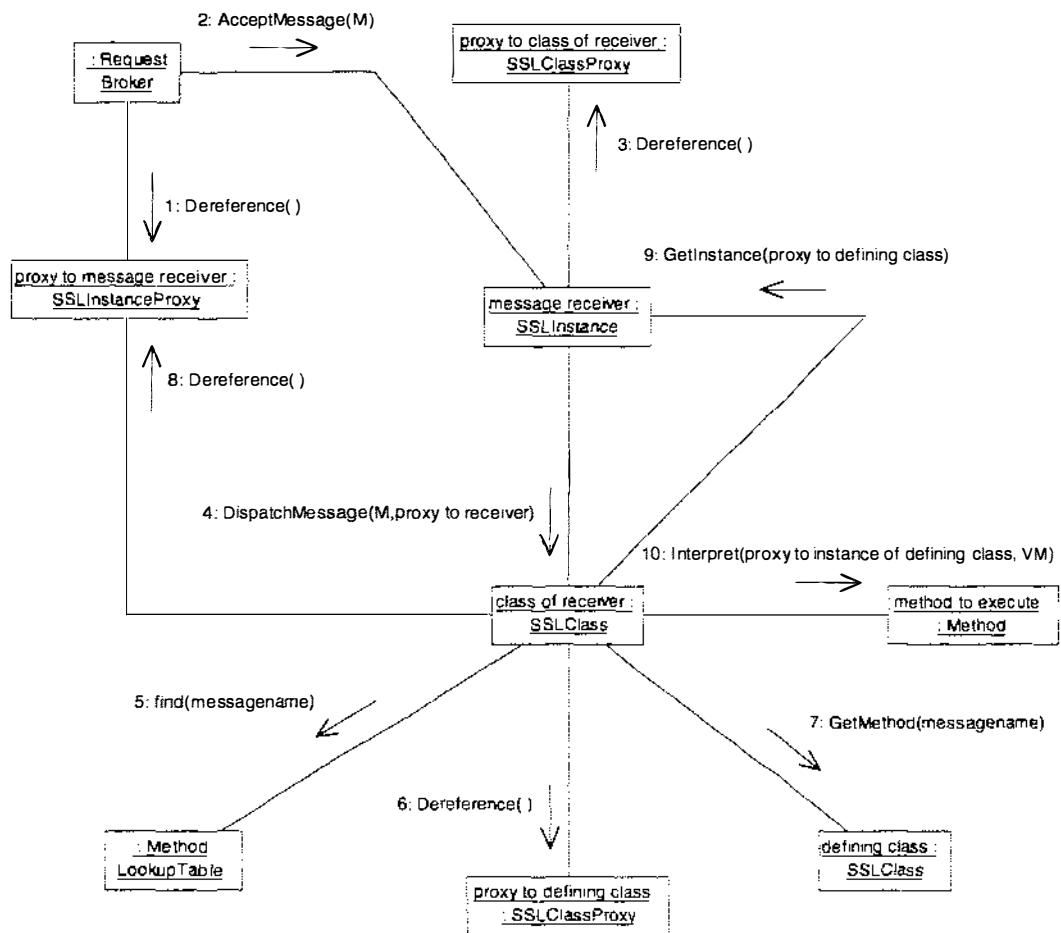 2: AcceptMessage(M)
: Request
Broker
proxy to class of receiver :
SSLClassProxy
3: Dereference( )
1: Dereference( )
9: GetInstance(proxy to defining class)
proxy to message receiver :
SSLInstanceProxy
message receiver :
SSLInstance
8: Dereference( )
4: DispatchMessage(M,proxy to receiver)
10: Interpret(proxy to instance of defining class, VM)
class of receiver :
SSLClass
method to execute
: Method
5: find(messagename)
7: GetMethod(messagename)
6: Dereference( )
: Method
LookupTable
defining class :
SSLClass
proxy to defining class
: SSLClassProxy